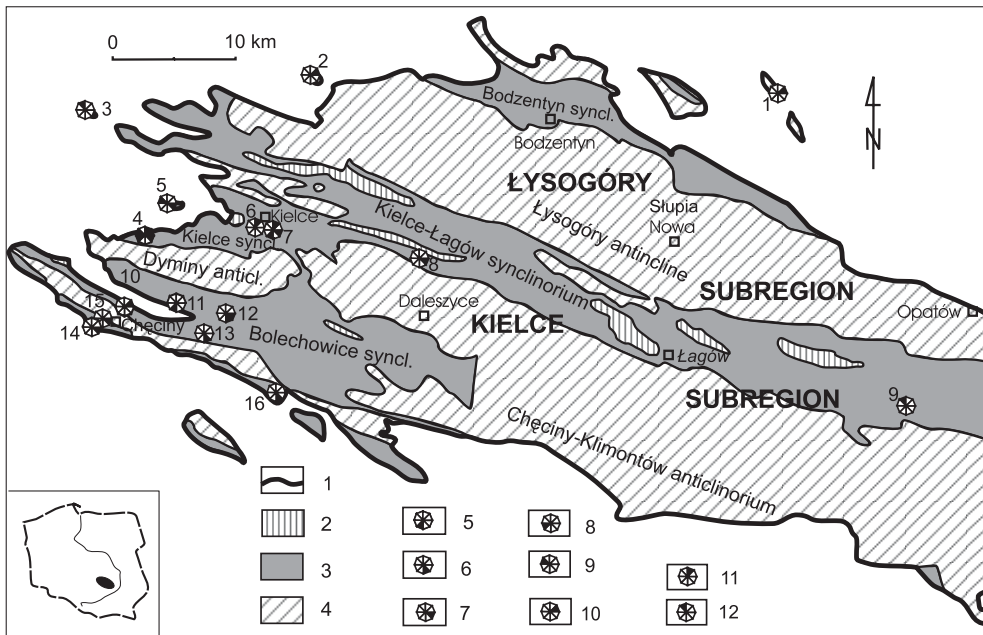 0 10 km
2
3
1
N
Bodzentyn syncl.
Bodzentyn
ŁYSOGÓRY
Łysogóry antincline
Słupia
Nowa
SUBREGION
Opatów
5
4
6
Kielce
7
Kielce syncl.
Kielce-Łagów synclinorium
8
10
Dyminy anticl.
11
12
13
15
14
Chęciny
Bolechowice syncl.
Daleszyce
KIELCE
Łagów
SUBREGION
9
16
Chęciny-Klimontów anticlinorium
1
2
3
4
5
6
7
8
9
10
11
12